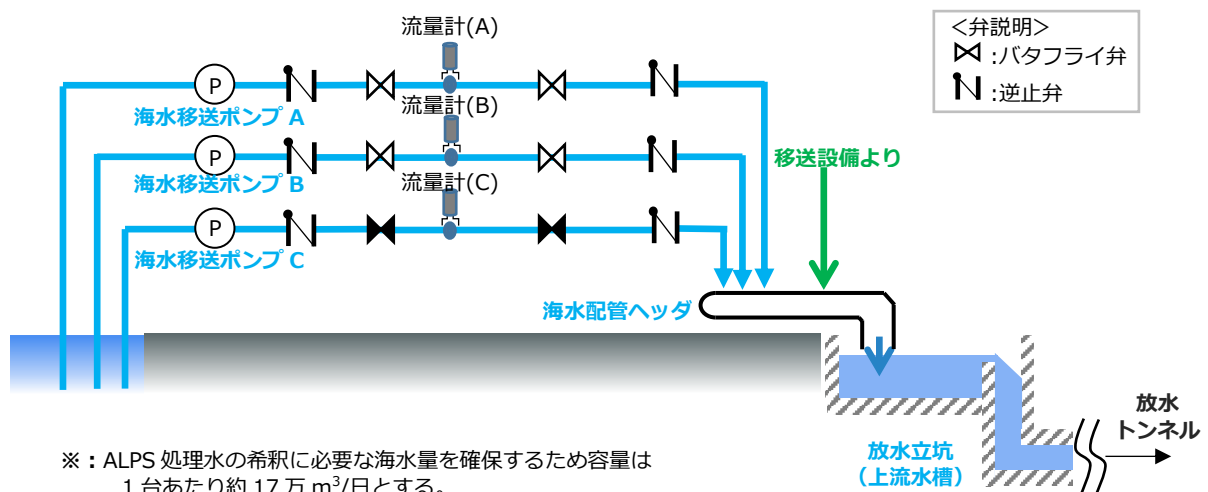 流量計(A)
<弁説明>
:バタフライ弁
:逆止弁
P
海水移送ポンプ A
流量計(B)
P
海水移送ポンプ B
移送設備より
流量計(C)
P
海水移送ポンプ C
海水配管ヘッダ
放水
トンネル
放水立坑
(上流水槽)
※：ALPS 処理水の希釈に必要な海水量を確保するため容量は
1 台あたり約 17 万 m³/日とする。